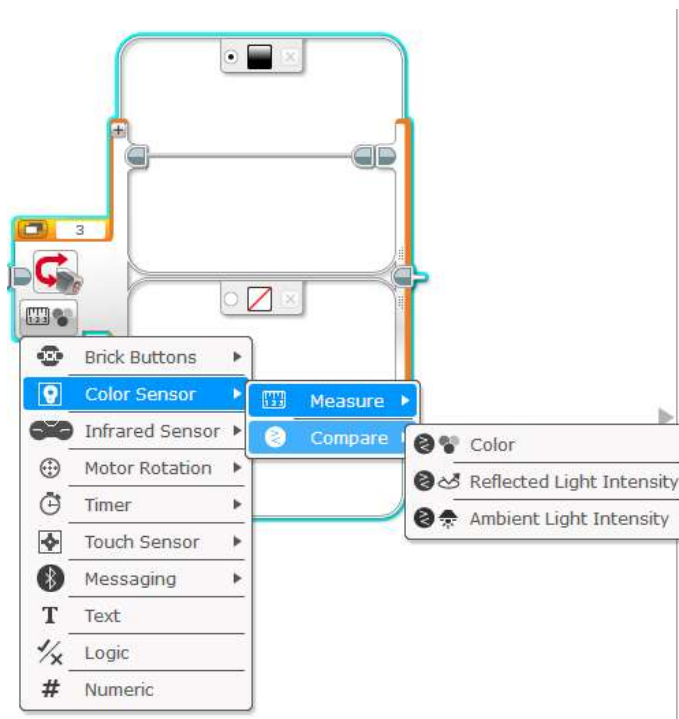 3
Brick Buttons
Color Sensor
Measure
Infrared Sensor
Compare
Color
Motor Rotation
Reflected Light Intensity
Timer
Ambient Light Intensity
Touch Sensor
Messaging
T Text
Logic
# Numeric